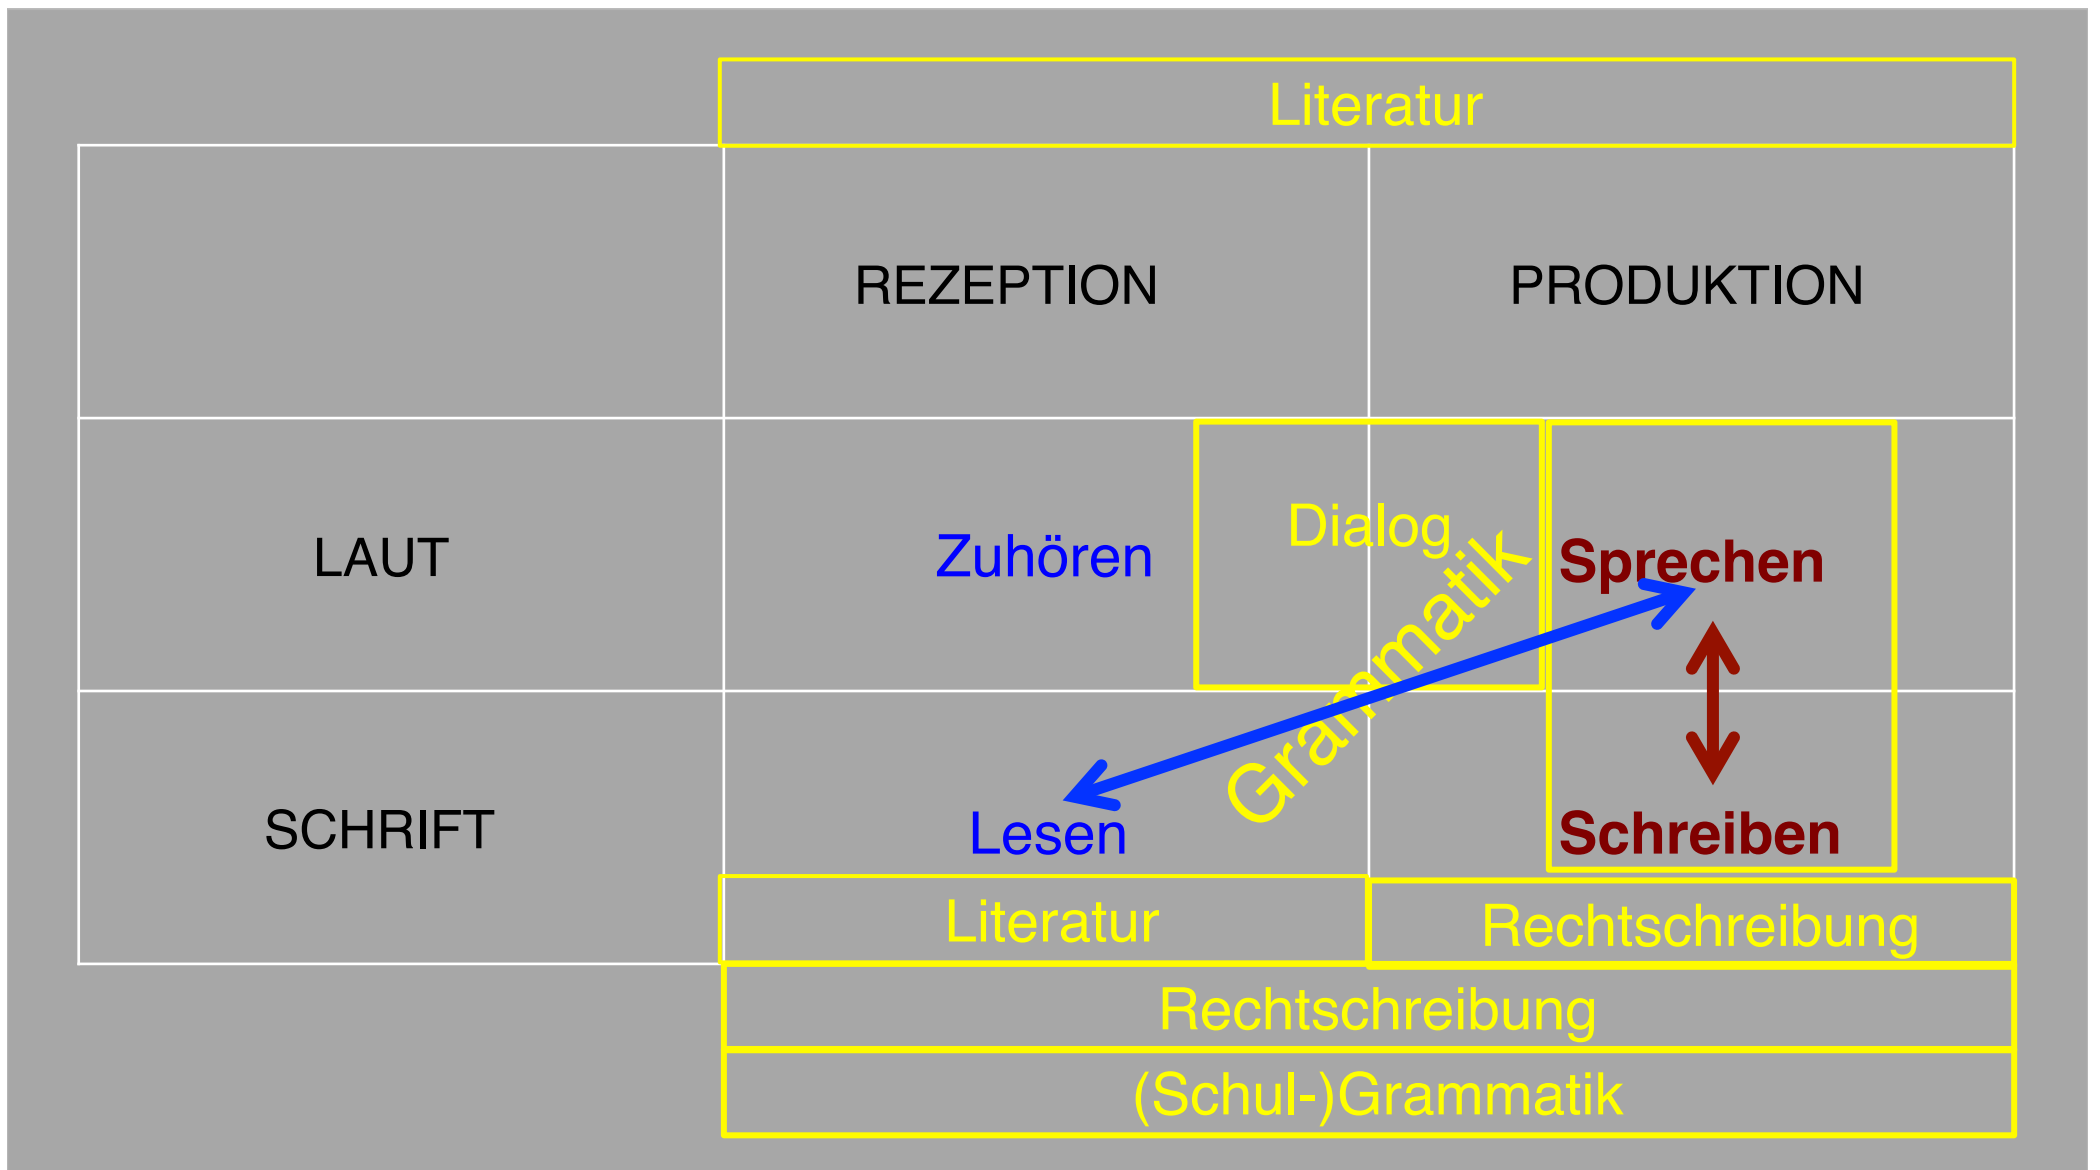 Literatur
REZEPTION
PRODUKTION
LAUT
Zuhören
Dialog
Grammatik
Sprechen
SCHRIFT
Lesen
Schreiben
Literatur
Rechtschreibung
Rechtschreibung
(Schul-)Grammatik